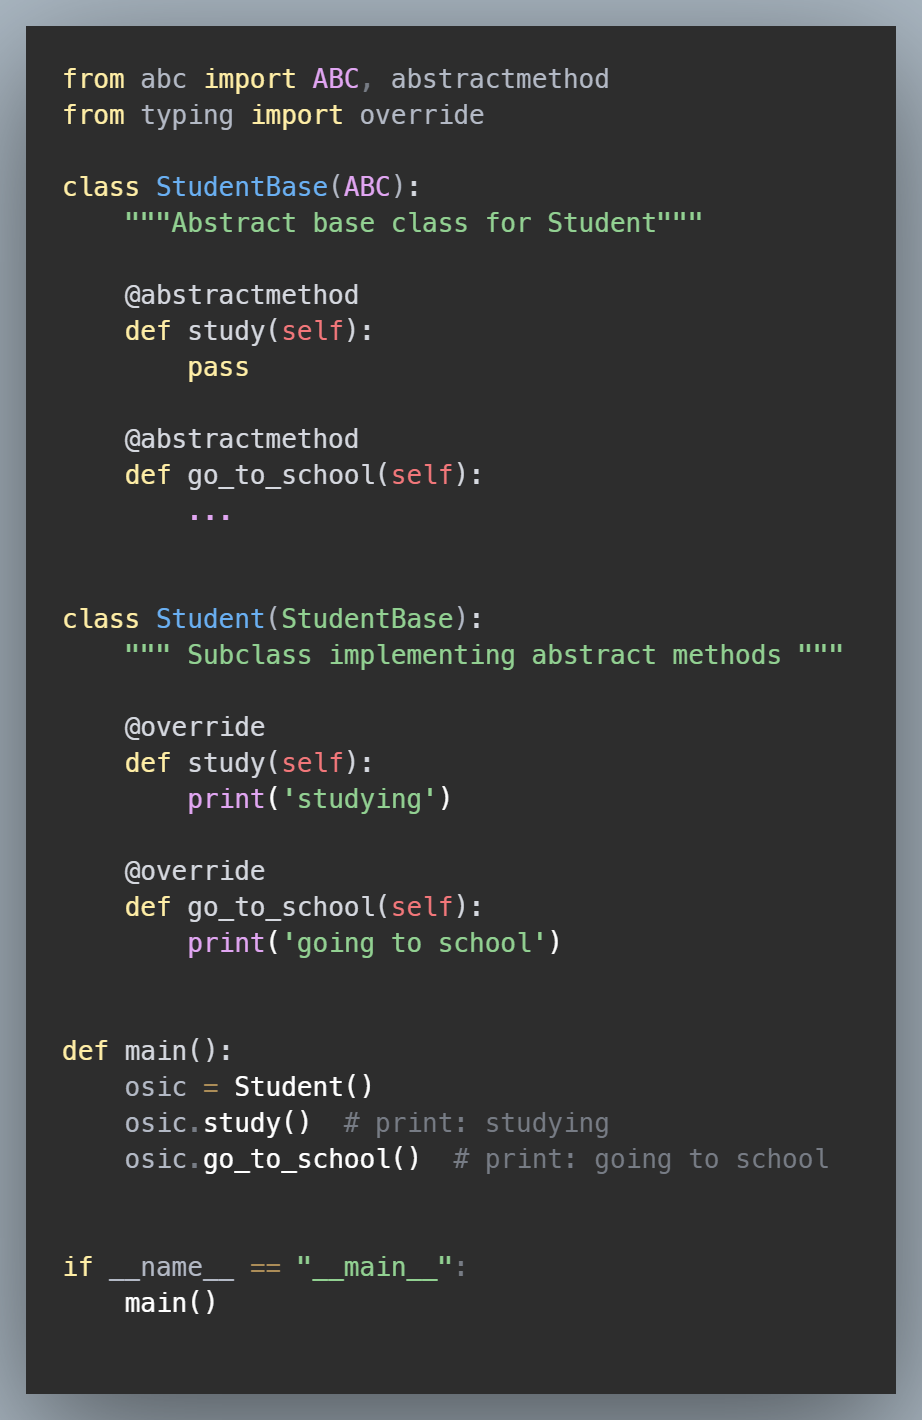 from abc import ABC, abstractmethod
from typing import override

class StudentBase(ABC):
    """Abstract base class for Student"""

    @abstractmethod
    def study(self):
        pass

    @abstractmethod
    def go_to_school(self):
        ...


class Student(StudentBase):
    """ Subclass implementing abstract methods """

    @override
    def study(self):
        print('studying')

    @override
    def go_to_school(self):
        print('going to school')


def main():
    osic = Student()
    osic.study()  # print: studying
    osic.go_to_school()  # print: going to school


if __name__ == "__main__":
    main()